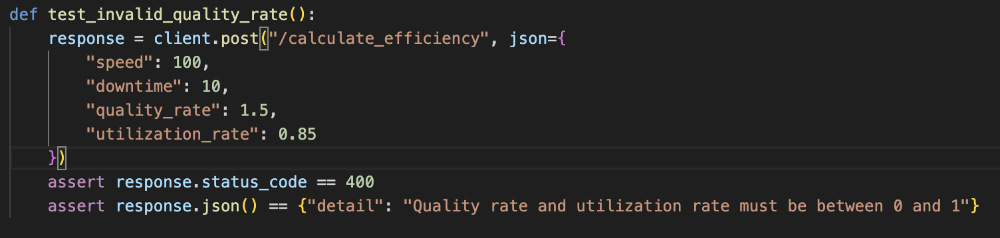 def test_invalid_quality_rate():
    response = client.post("/calculate_efficiency", json={
        "speed": 100,
        "downtime": 10,
        "quality_rate": 1.5,
        "utilization_rate": 0.85
    })
    assert response.status_code == 400
    assert response.json() == {"detail": "Quality rate and utilization rate must be between 0 and 1"}